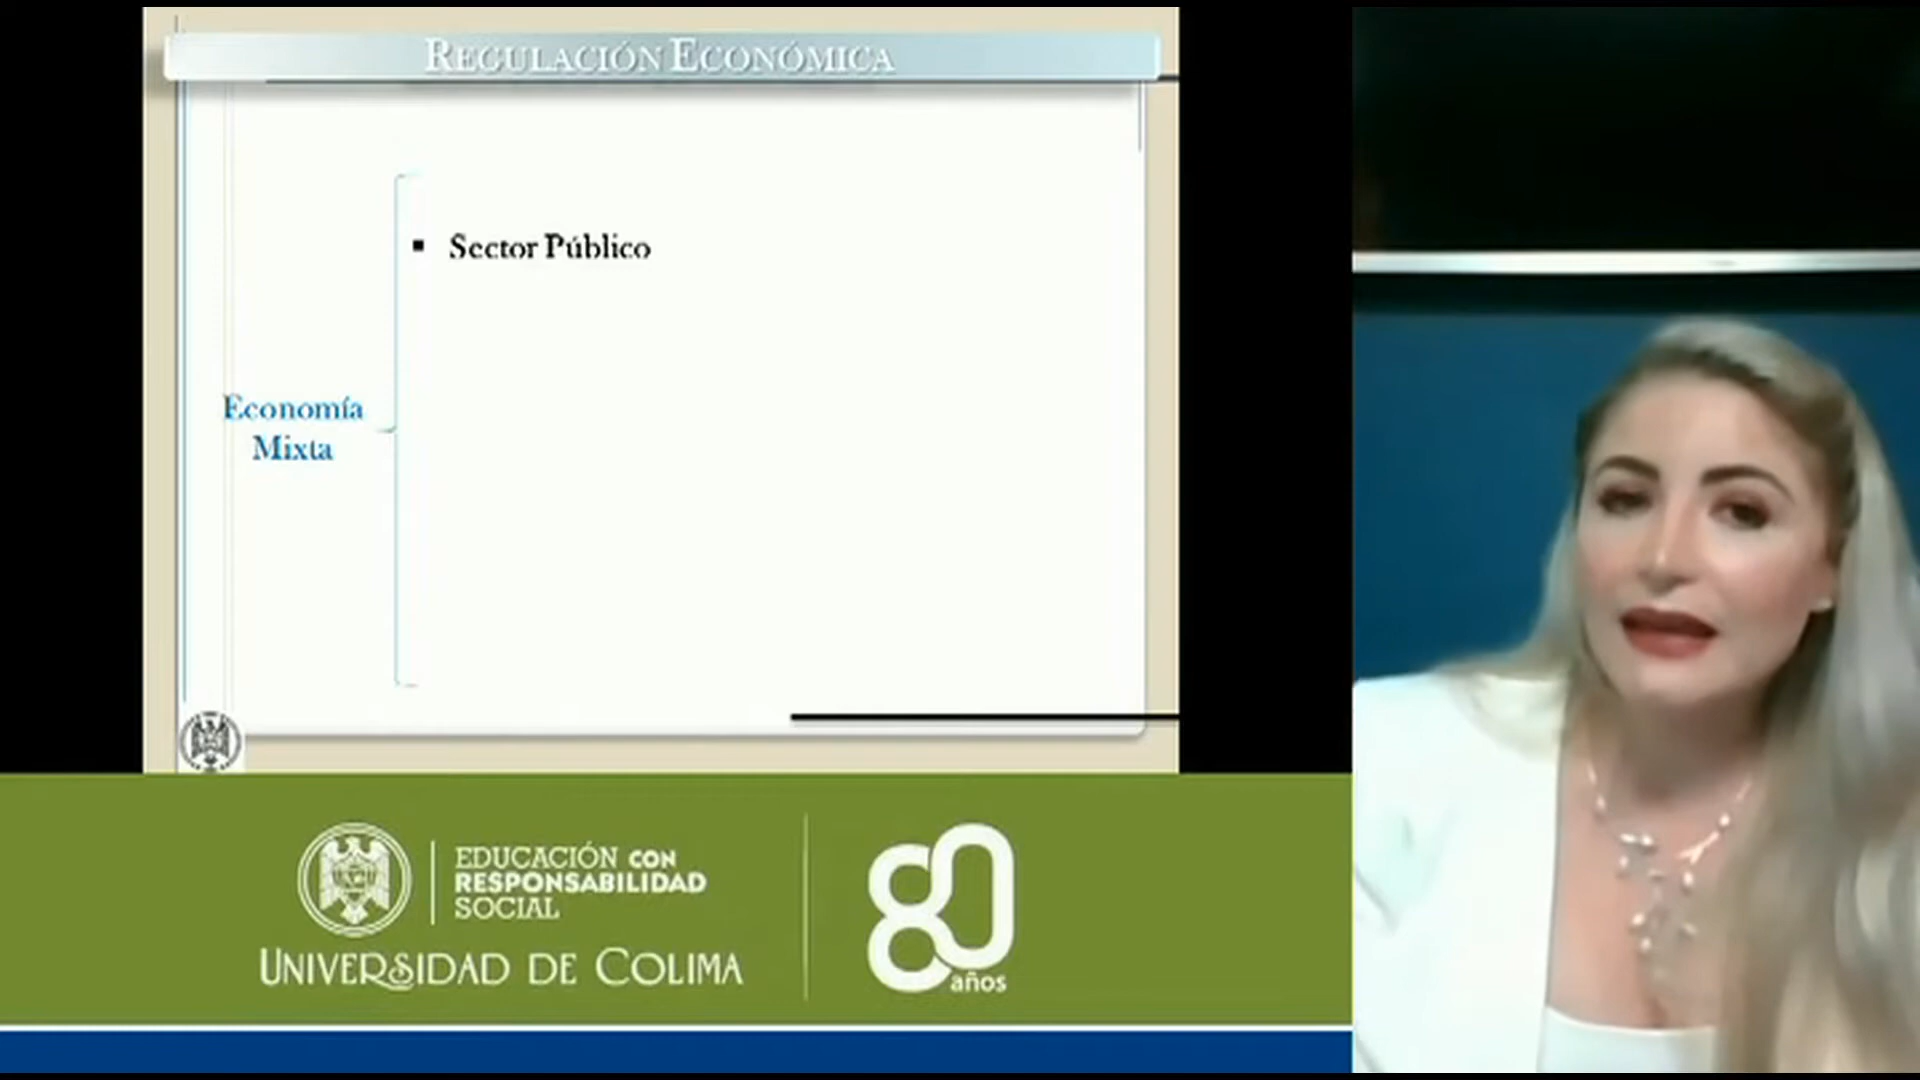 REGULACIÓN ECONÓMICA
▪ Sector Público
Economía
Mixta
EDUCACIÓN CON
RESPONSABILIDAD
SOCIAL
UNIVERSIDAD DE COLIMA
80
años